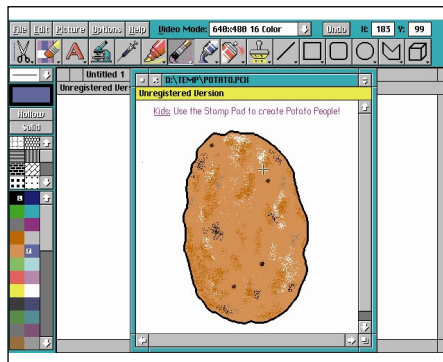 File Edit Picture Options Help Video Mode: 640x480 16 Color Undo X: 183 Y: 99
Untitled 1
D:\TEMP\POTATO.PCX
Unregistered Ver
Unregistered Version
Kids: Use the Stamp Pad to create Potato People!
Hollow
Solid
L
F